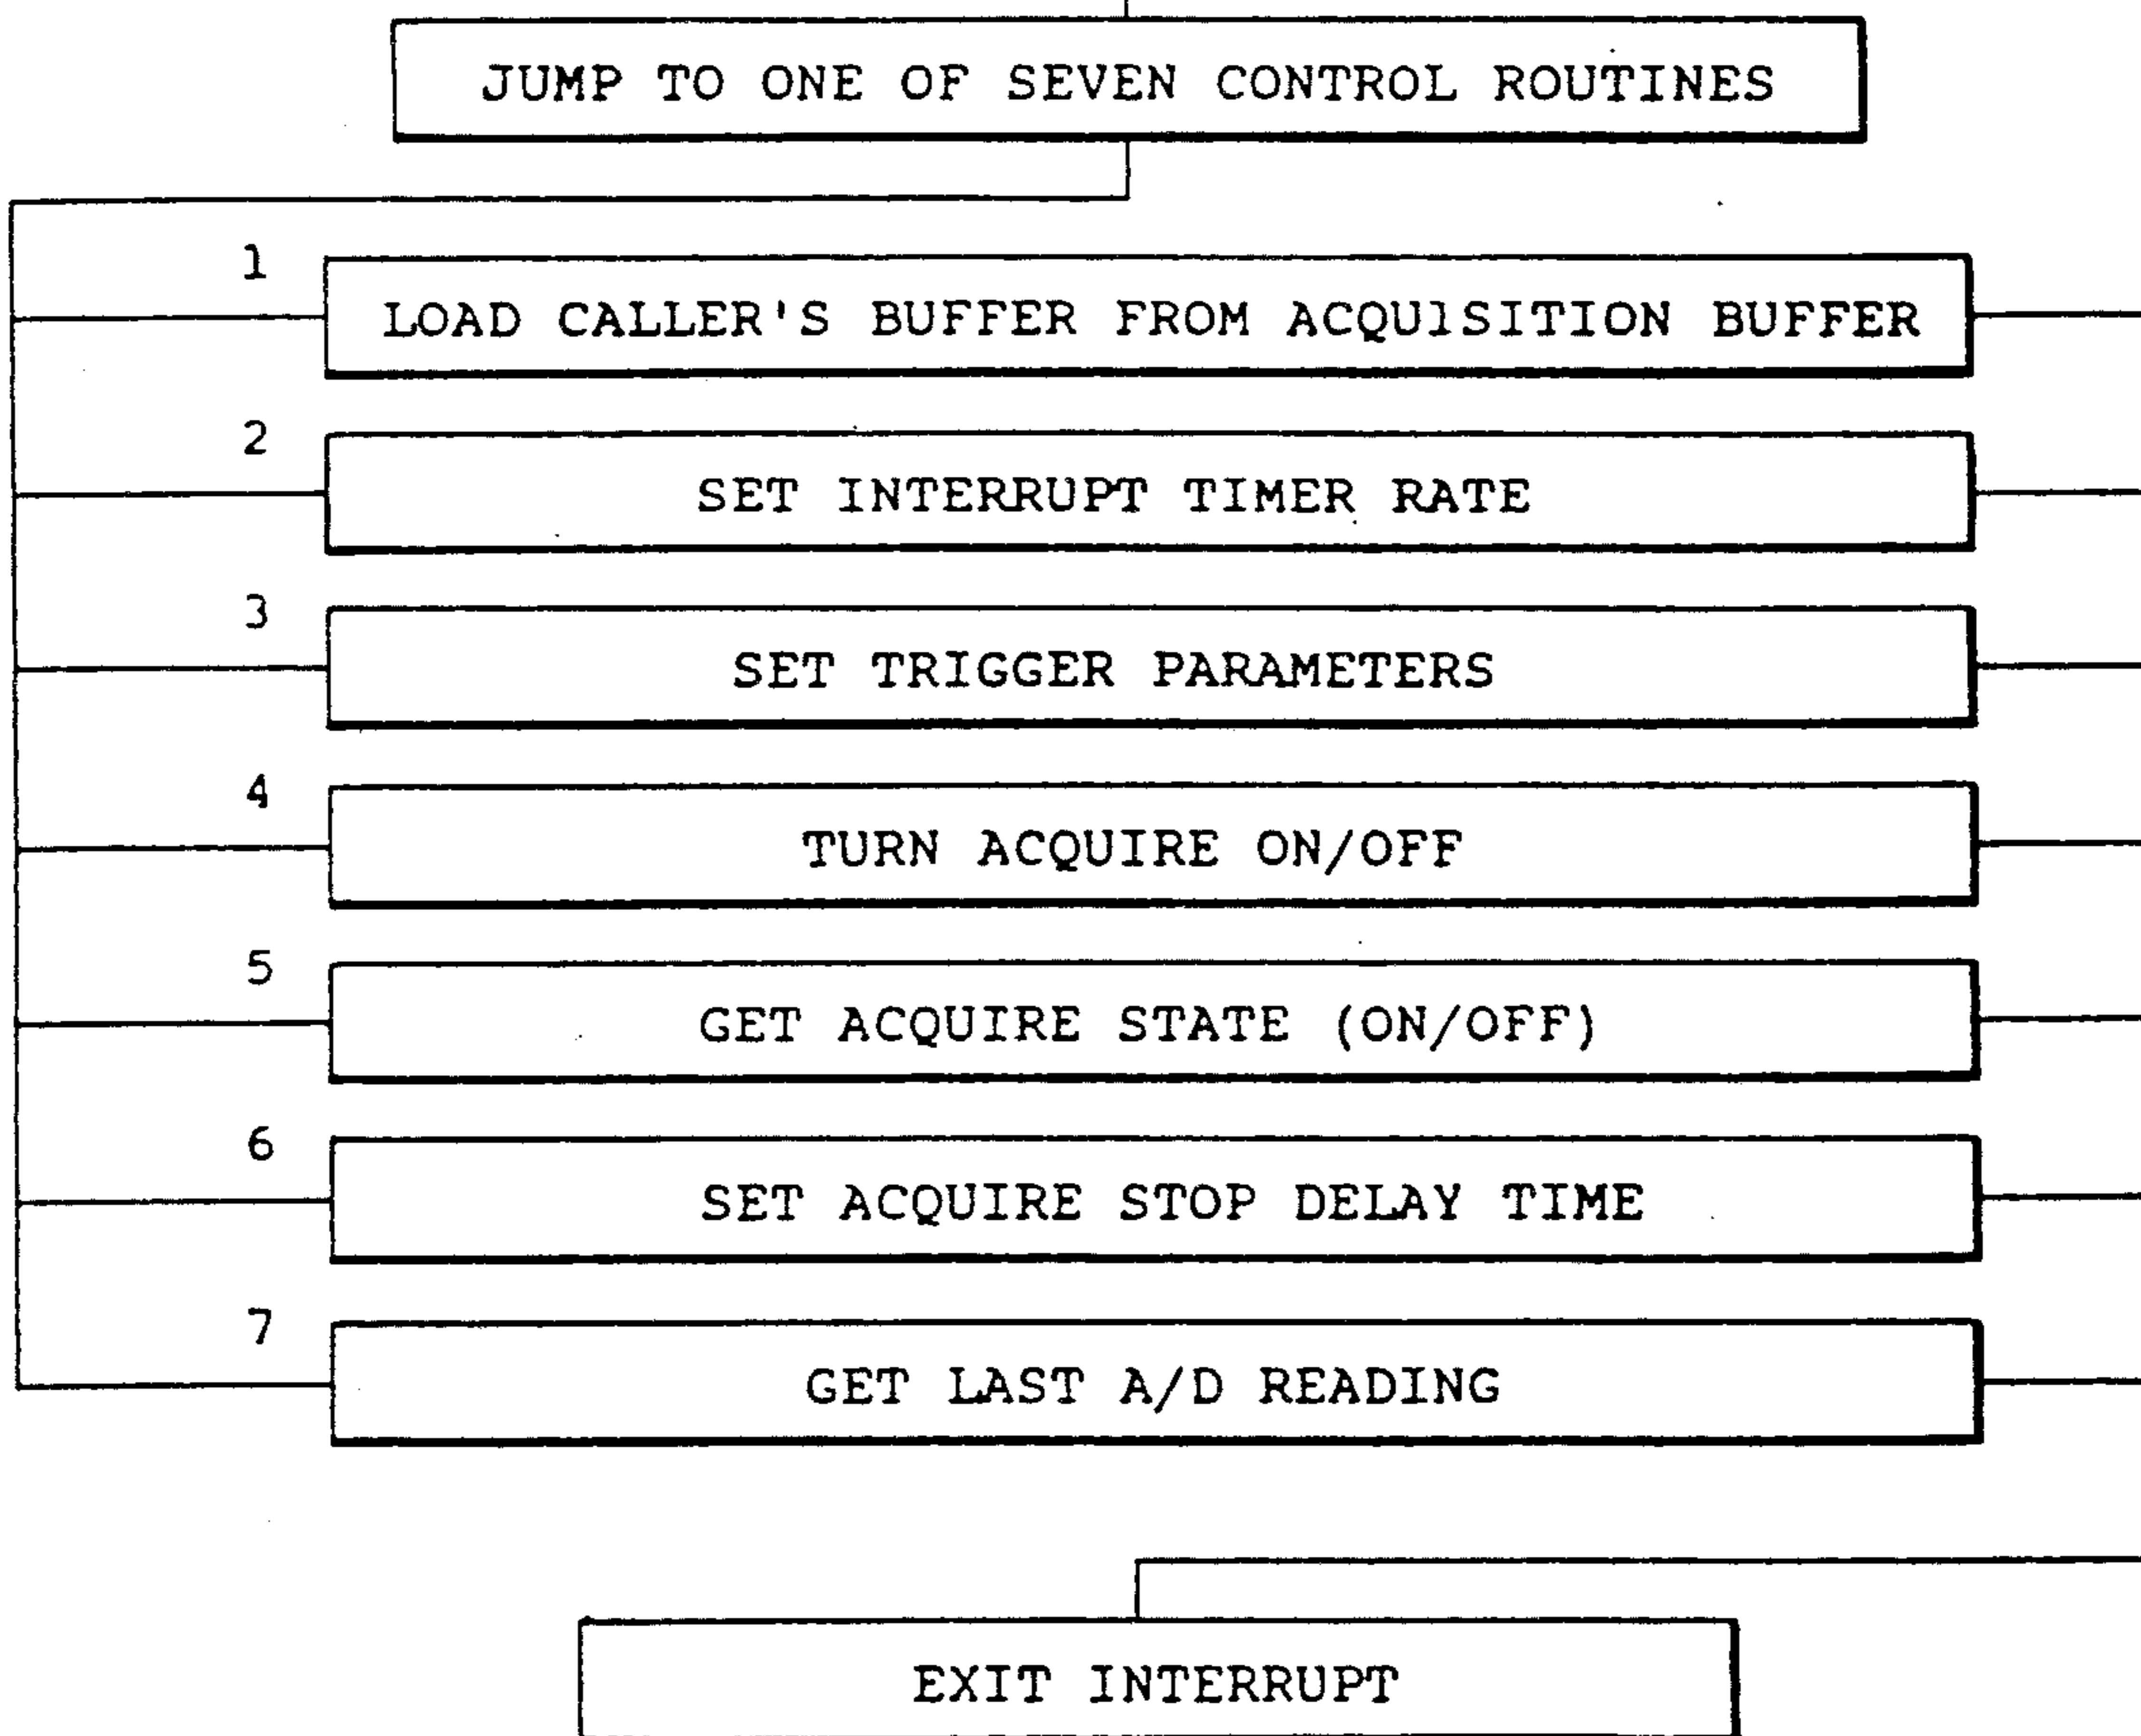 JUMP TO ONE OF SEVEN CONTROL ROUTINES
1
LOAD CALLER'S BUFFER FROM ACQUISITION BUFFER
2
SET INTERRUPT TIMER RATE
3
SET TRIGGER PARAMETERS
4
TURN ACQUIRE ON/OFF
5
GET ACQUIRE STATE (ON/OFF)
6
SET ACQUIRE STOP DELAY TIME
7
GET LAST A/D READING
EXIT INTERRUPT